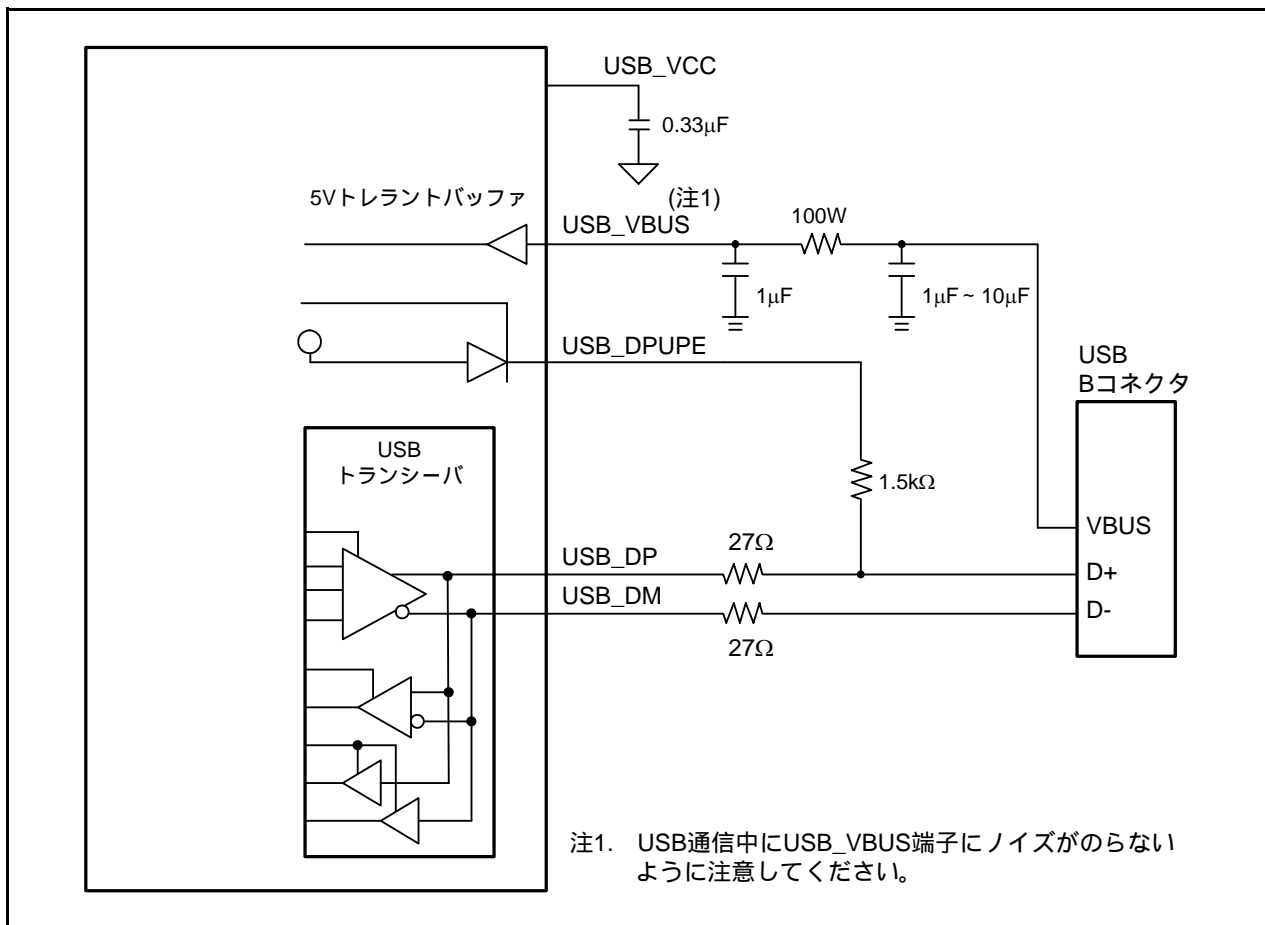 USB_VCC
0.33μF
5Vトレラントバッファ
(注1)
USB_VBUS
100W
1μF
1μF ~ 10μF
USB_DPUPE
USB
Bコネクタ
USB
トランシーバ
1.5kΩ
VBUS
USB_DP
27Ω
D+
USB_DM
D-
27Ω
注1. USB通信中にUSB_VBUS端子にノイズがのらない
ように注意してください。